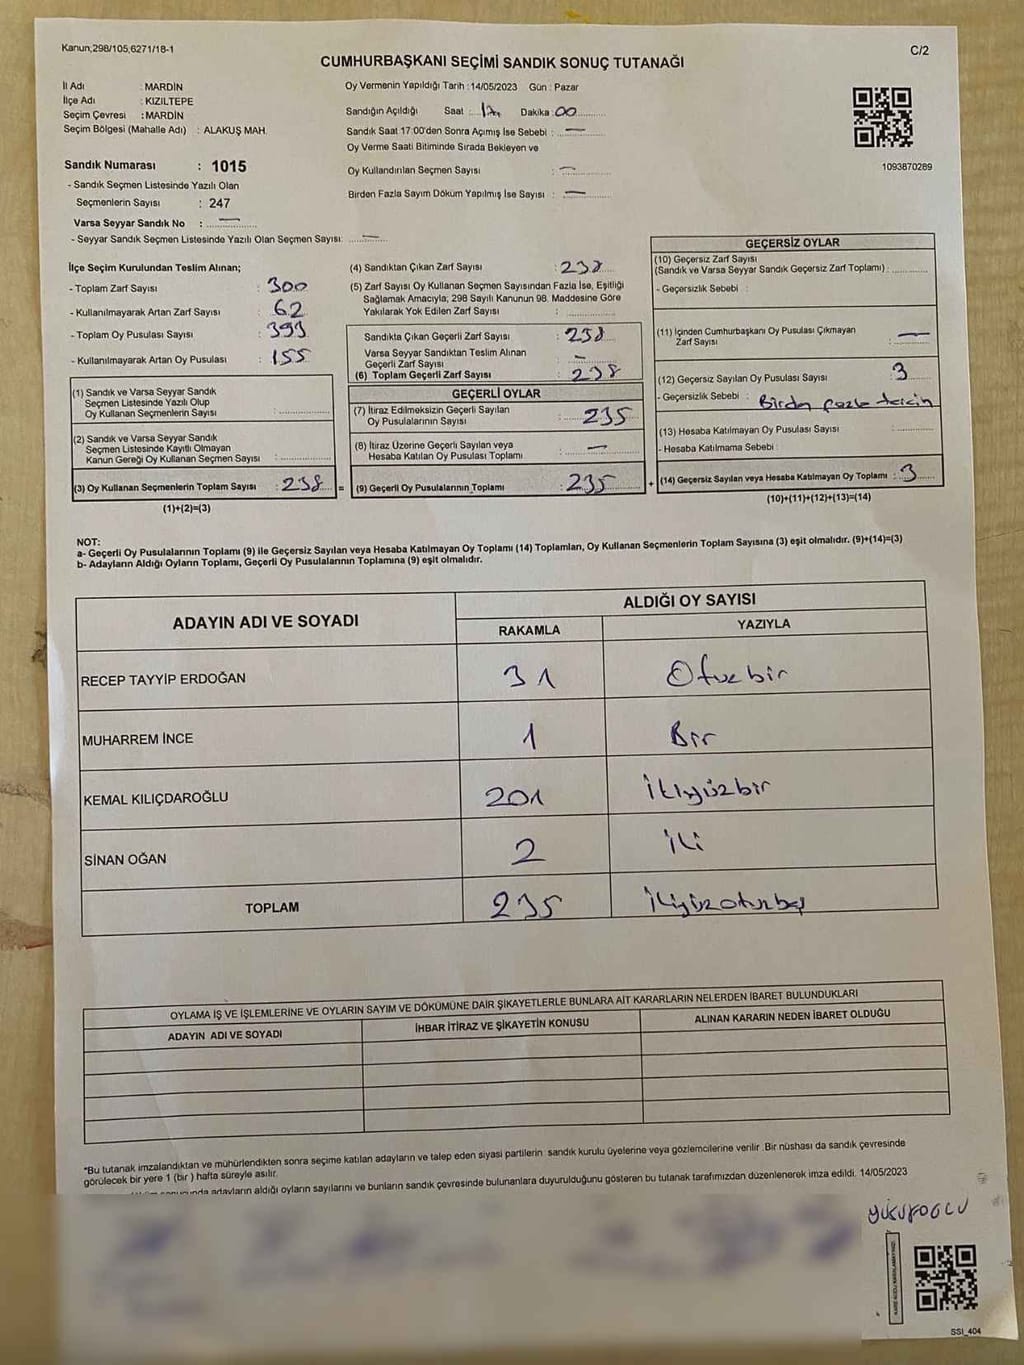 Kanun;298/105,6271/18-1
C/2
CUMHURBAŞKANI SEÇİMİ SANDIK SONUÇ TUTANAĞI
İl Adı : MARDİN
İlçe Adı : KIZILTEPE
Seçim Çevresi : MARDİN
Seçim Bölgesi (Mahalle Adı) : ALAKUŞ MAH.
Sandık Numarası : 1015
- Sandık Seçmen Listesinde Yazılı Olan
Seçmenlerin Sayısı : 247
Varsa Seyyar Sandık No : —
- Seyyar Sandık Seçmen Listesinde Yazılı Olan Seçmen Sayısı: —
Oy Vermenin Yapıldığı Tarih : 14/05/2023 Gün : Pazar
Sandığın Açıldığı Saat : Dakika : 00
Sandık Saat 17:00'den Sonra Açımış İse Sebebi : —
Oy Verme Saati Bitiminde Sırada Bekleyen ve
Oy Kullandırılan Seçmen Sayısı : —
Birden Fazla Sayım Döküm Yapılmış İse Sayısı : —
1093870289
İlçe Seçim Kurulundan Teslim Alınan;
- Toplam Zarf Sayısı : 300
- Kullanılmayarak Artan Zarf Sayısı : 62
- Toplam Oy Pusulası Sayısı : 393
- Kullanılmayarak Artan Oy Pusulası : 155
(1) Sandık ve Varsa Seyyar Sandık
Seçmen Listesinde Yazılı Olup
Oy Kullanan Seçmenlerin Sayısı :
(2) Sandık ve Varsa Seyyar Sandık
Seçmen Listesinde Kayıtlı Olmayan
Kanun Gereği Oy Kullanan Seçmen Sayısı :
(3) Oy Kullanan Seçmenlerin Toplam Sayısı : 238 =
(1)+(2)=(3)
(4) Sandıktan Çıkan Zarf Sayısı : 238
(5) Zarf Sayısı Oy Kullanan Seçmen Sayısından Fazla İse, Eşitliği
Sağlamak Amacıyla; 298 Sayılı Kanunun 98. Maddesine Göre
Yakılarak Yok Edilen Zarf Sayısı :
Sandıkta Çıkan Geçerli Zarf Sayısı : 238
Varsa Seyyar Sandıktan Teslim Alınan
Geçerli Zarf Sayısı : —
(6) Toplam Geçerli Zarf Sayısı : 238
GEÇERLİ OYLAR
(7) İtiraz Edilmeksizin Geçerli Sayılan
Oy Pusulalarının Sayısı : 235
(8) İtiraz Üzerine Geçerli Sayılan veya
Hesaba Katılan Oy Pusulası Toplamı : —
(9) Geçerli Oy Pusulalarının Toplamı : 235 +
GEÇERSİZ OYLAR
(10) Geçersiz Zarf Sayısı
(Sandık ve Varsa Seyyar Sandık Geçersiz Zarf Toplamı) :
- Geçersizlik Sebebi :
(11) İçinden Cumhurbaşkanı Oy Pusulası Çıkmayan
Zarf Sayısı : —
(12) Geçersiz Sayılan Oy Pusulası Sayısı : 3
- Geçersizlik Sebebi : Birden fazla tercih
(13) Hesaba Katılmayan Oy Pusulası Sayısı :
- Hesaba Katılmama Sebebi :
(14) Geçersiz Sayılan veya Hesaba Katılmayan Oy Toplamı : 3
(10)+(11)+(12)+(13)=(14)
NOT:
a- Geçerli Oy Pusulalarının Toplamı (9) ile Geçersiz Sayılan veya Hesaba Katılmayan Oy Toplamı (14) Toplamları, Oy Kullanan Seçmenlerin Toplam Sayısına (3) eşit olmalıdır. (9)+(14)=(3)
b- Adayların Aldığı Oyların Toplamı, Geçerli Oy Pusulalarının Toplamına (9) eşit olmalıdır.
ADAYIN ADI VE SOYADI
ALDIĞI OY SAYISI
RAKAMLA YAZIYLA
RECEP TAYYİP ERDOĞAN 31 Otuzbir
MUHARREM İNCE 1 Bir
KEMAL KILIÇDAROĞLU 201 ikiyüzbir
SİNAN OĞAN 2 iki
TOPLAM 235 ikiyüzotuzbeş
OYLAMA İŞ VE İŞLEMLERİNE VE OYLARIN SAYIM VE DÖKÜMÜNE DAİR ŞİKAYETLERLE BUNLARA AİT KARARLARIN NELERDEN İBARET BULUNDUKLARI
ADAYIN ADI VE SOYADI İHBAR İTİRAZ VE ŞİKAYETİN KONUSU ALINAN KARARIN NEDEN İBARET OLDUĞU
*Bu tutanak imzalandıktan ve mühürlendikten sonra seçime katılan adayların ve talep eden siyasi partilerin sandık kurulu üyelerine veya gözlemcilerine verilir .Bir nüshası da sandık çevresinde
görülecek bir yere 1 (bir ) hafta süreyle asılır.
adayların aldığı oyların sayılarını ve bunların sandık çevresinde bulunanlara duyurulduğunu gösteren bu tutanak tarafımızdan düzenlenerek imza edildi. 14/05/2023
SSI_404